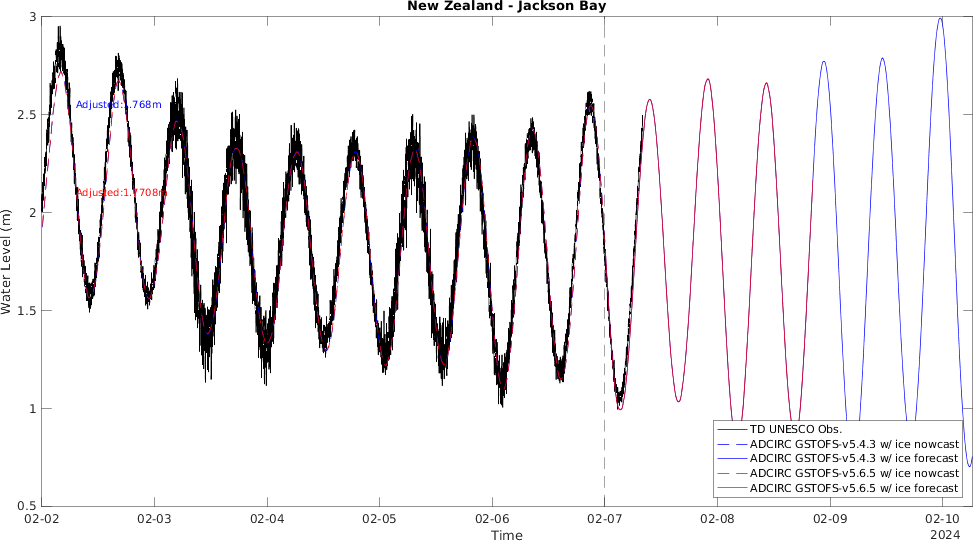 New Zealand - Jackson Bay
Water Level (m)
3
2.5
2
1.5
1
0.5
Adjusted:1.768m
Adjusted:1.7708m
TD UNESCO Obs.
ADCIRC GSTOFS-v5.4.3 w/ ice nowcast
ADCIRC GSTOFS-v5.4.3 w/ ice forecast
ADCIRC GSTOFS-v5.6.5 w/ ice nowcast
ADCIRC GSTOFS-v5.6.5 w/ ice forecast
02-02 02-03 02-04 02-05 02-06 02-07 02-08 02-09 02-10
2024
Time